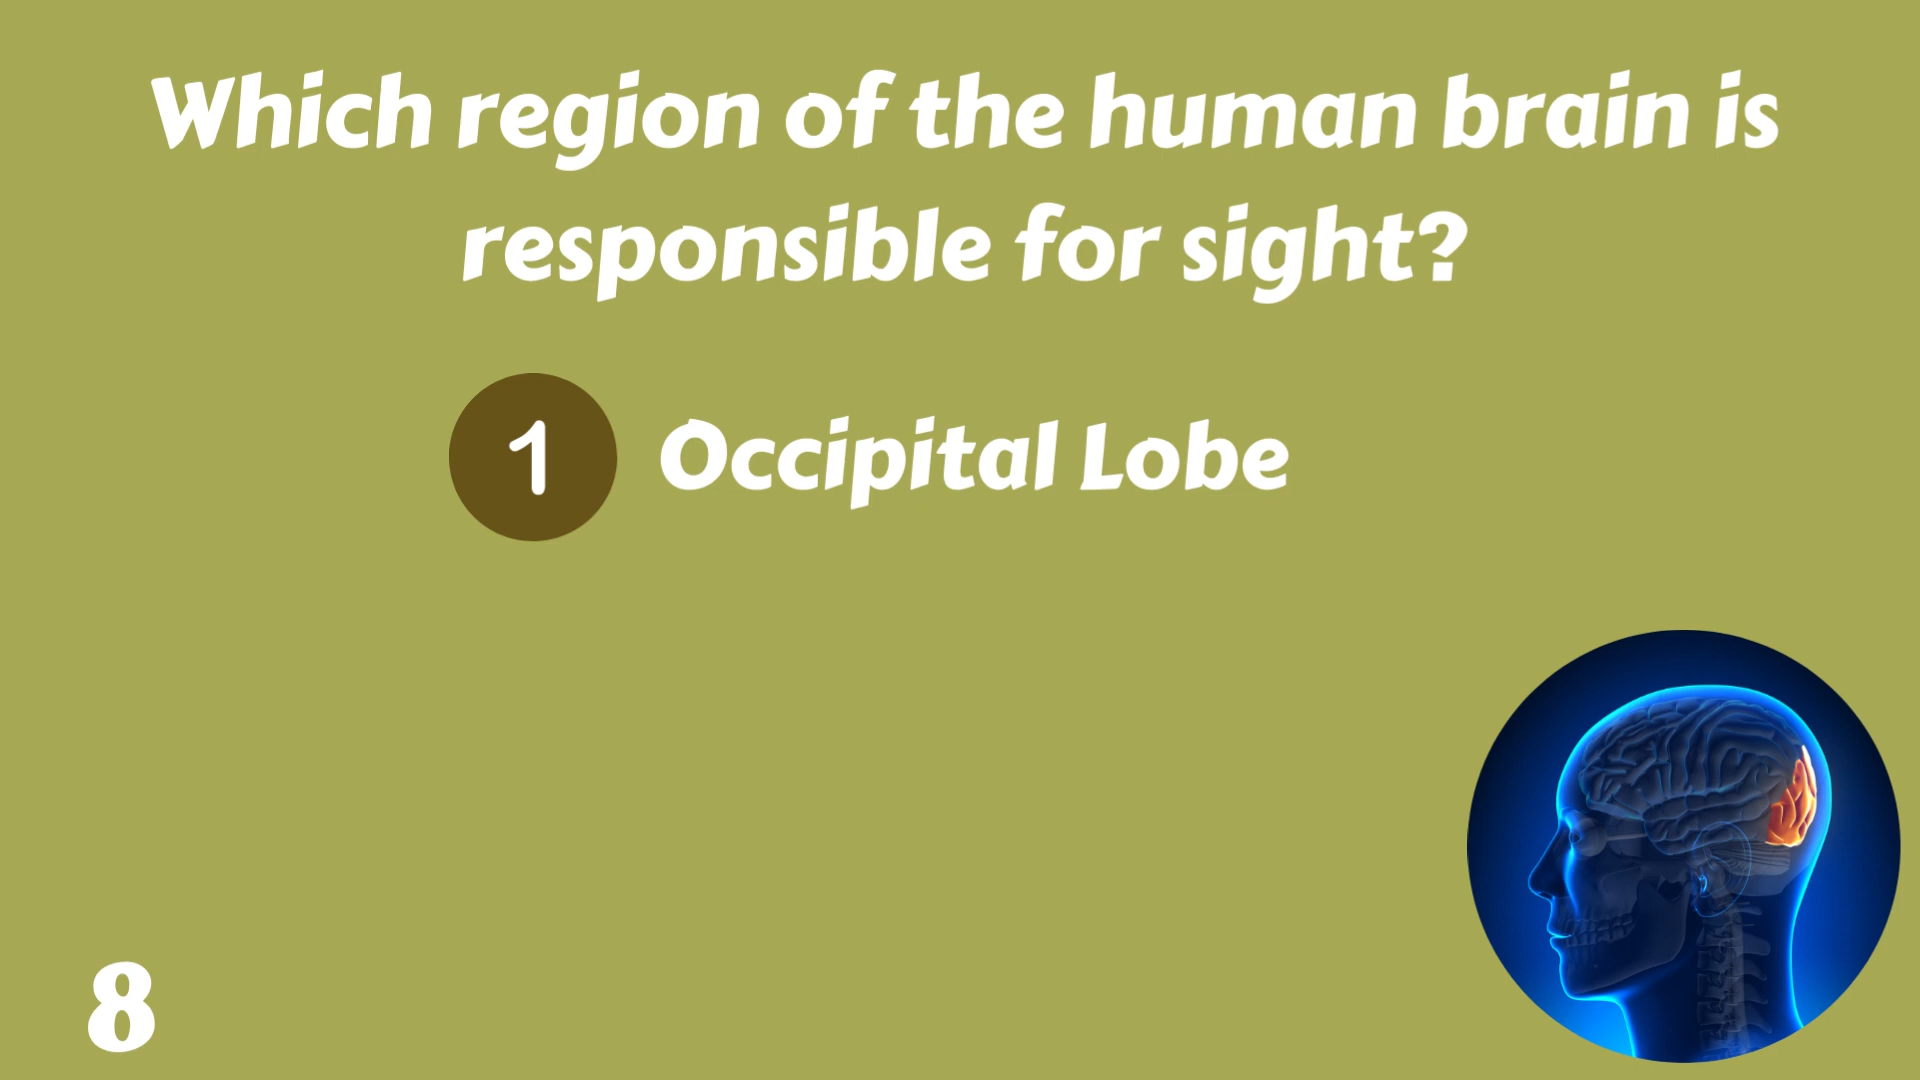 Which region of the human brain is
responsible for sight?
1 Occipital Lobe
8